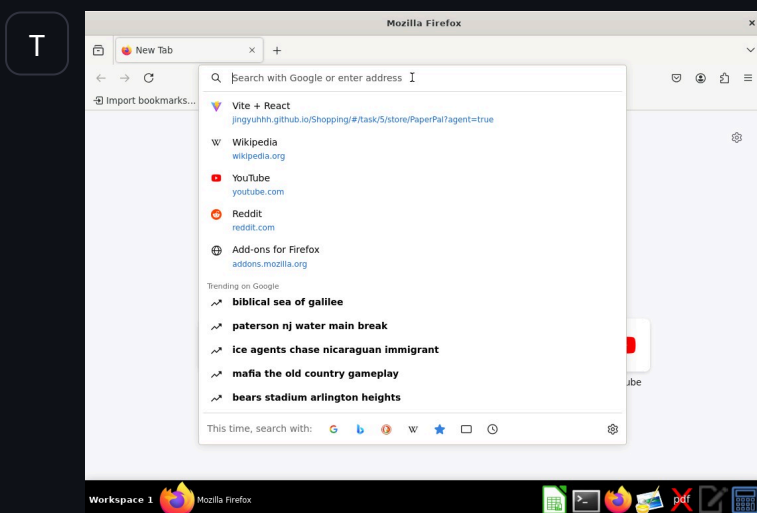 T
Mozilla Firefox
New Tab
Search with Google or enter address
Import bookmarks...
Vite + React
jingyuhhh.github.io/Shopping/#/task/5/store/PaperPal?agent=true
W Wikipedia
wikipedia.org
YouTube
youtube.com
Reddit
reddit.com
Add-ons for Firefox
addons.mozilla.org
Trending on Google
biblical sea of galilee
paterson nj water main break
ice agents chase nicaraguan immigrant
mafia the old country gameplay
ube
bears stadium arlington heights
This time, search with: G b W
Workspace 1 Mozilla Firefox
pdf